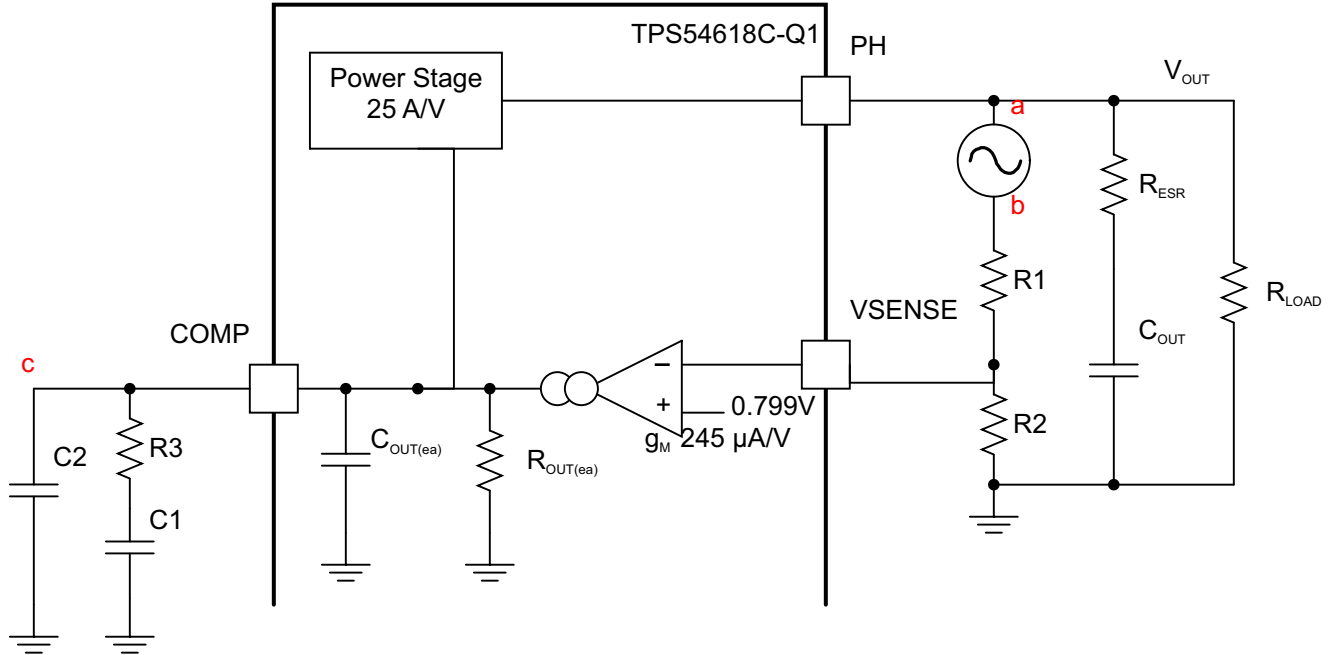 TPS54618C-Q1
PH
Power Stage
25 A/V
VOUT
a
b
RESR
R1
RLOAD
VSENSE
COUT
COMP
c
0.799V
gM 245 µA/V
R2
COUT(ea)
ROUT(ea)
R3
C2
C1